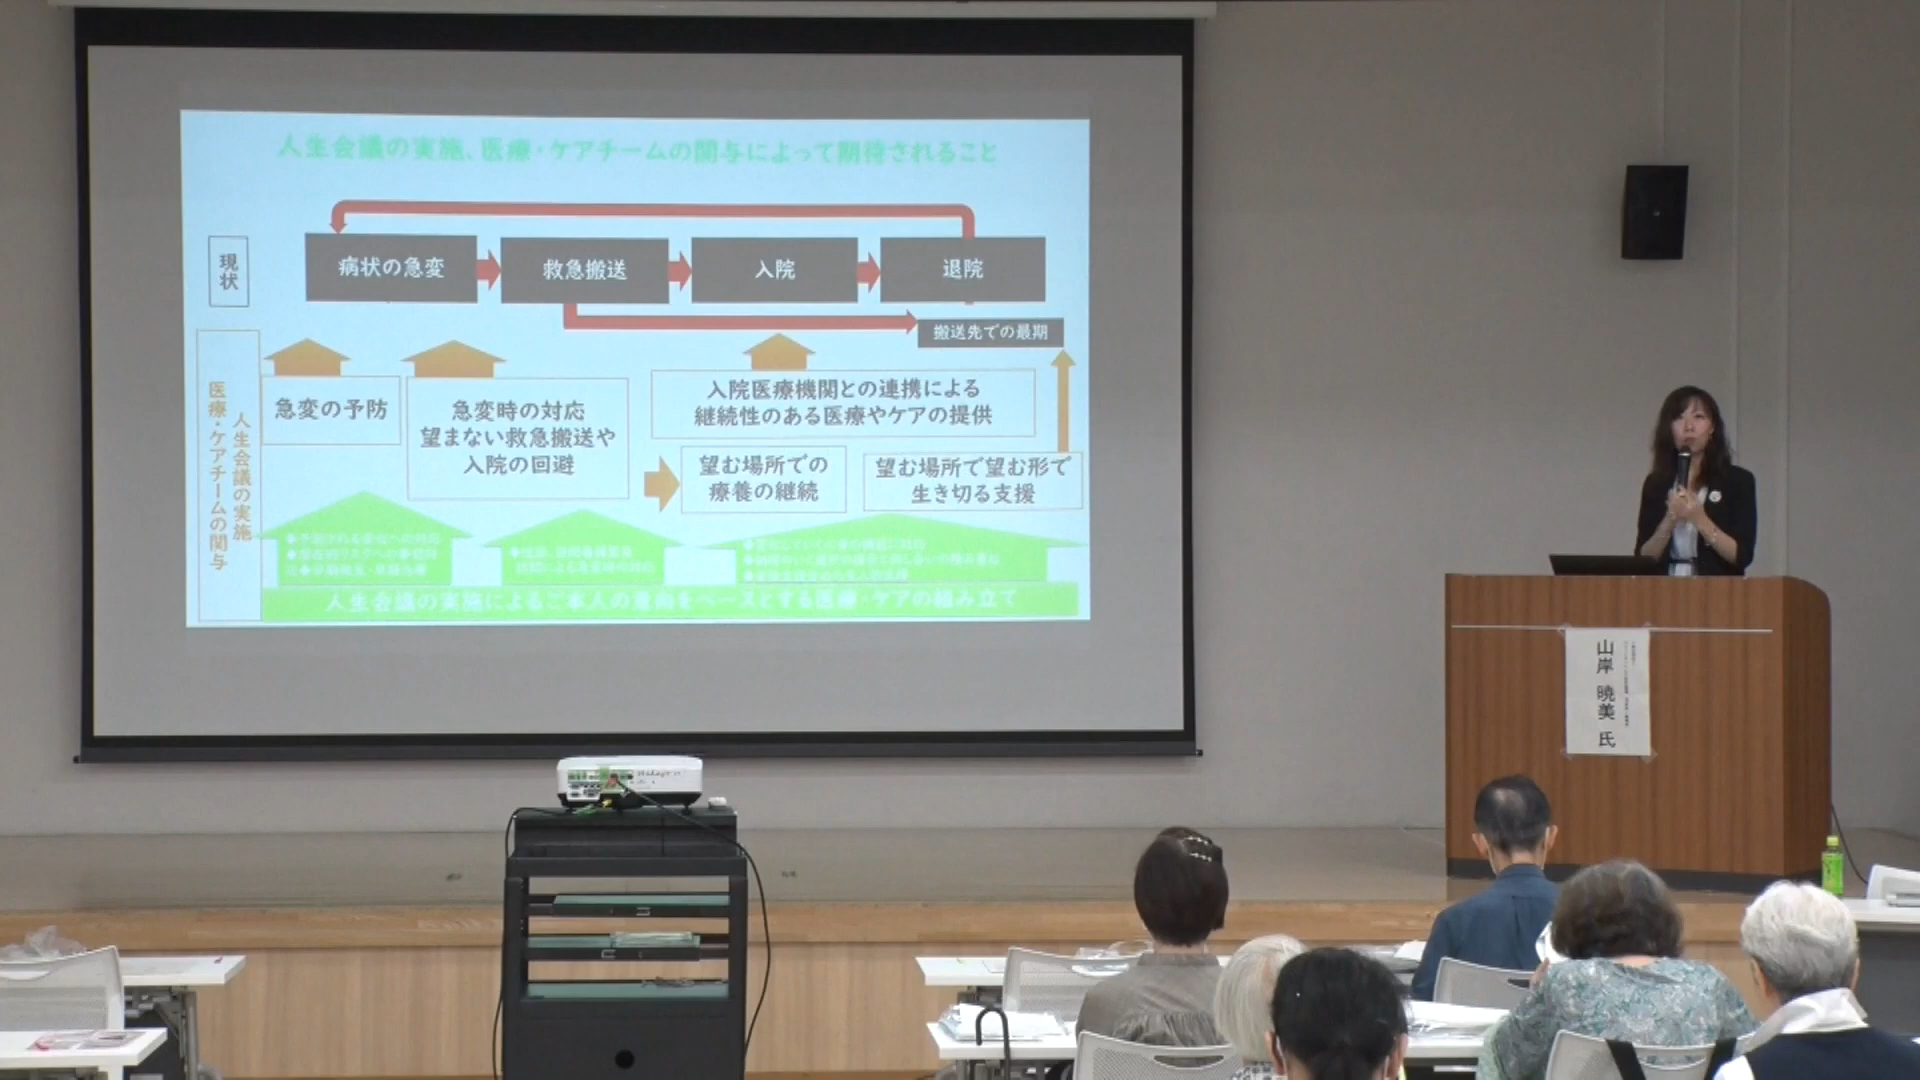 人生会議の実施、医療・ケアチームの関与によって期待されること
現状
病状の急変
救急搬送
入院
退院
搬送先での最期
人生会議の実施
医療・ケアチームの関与
急変の予防
急変時の対応
望まない救急搬送や
入院の回避
入院医療機関との連携による
継続性のある医療やケアの提供
望む場所での
療養の継続
望む場所で望む形で
生き切る支援
人生会議の実施によるご本人の意向をベースとする医療・ケアの組み立て
山岸 暁美 氏